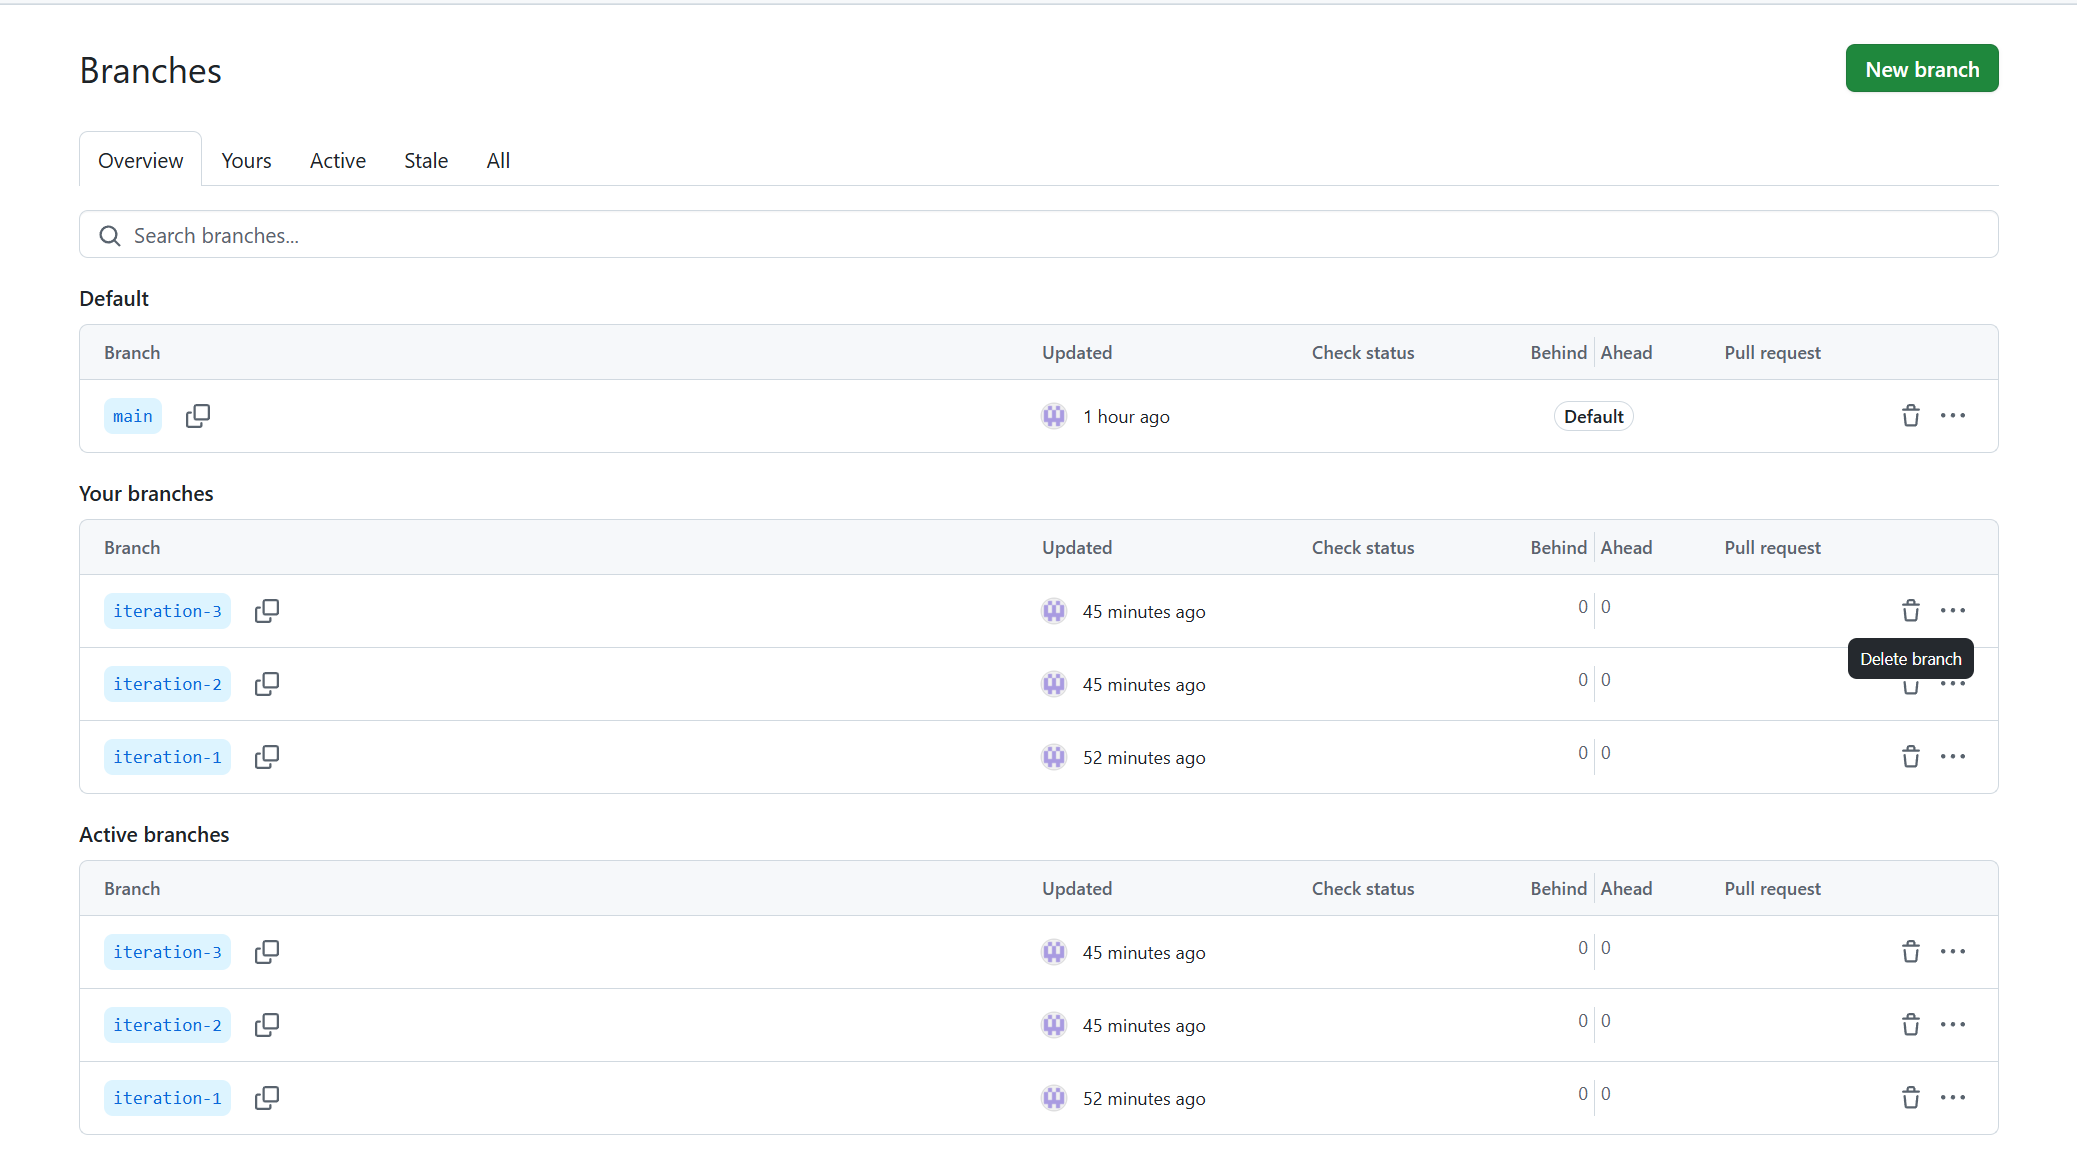 Branches
New branch
Overview Yours Active Stale All
Search branches...
Default
Branch Updated Check status Behind Ahead Pull request
main 1 hour ago Default
Your branches
Branch Updated Check status Behind Ahead Pull request
iteration-3 45 minutes ago 0 0
Delete branch
iteration-2 45 minutes ago 0 0
iteration-1 52 minutes ago 0 0
Active branches
Branch Updated Check status Behind Ahead Pull request
iteration-3 45 minutes ago 0 0
iteration-2 45 minutes ago 0 0
iteration-1 52 minutes ago 0 0